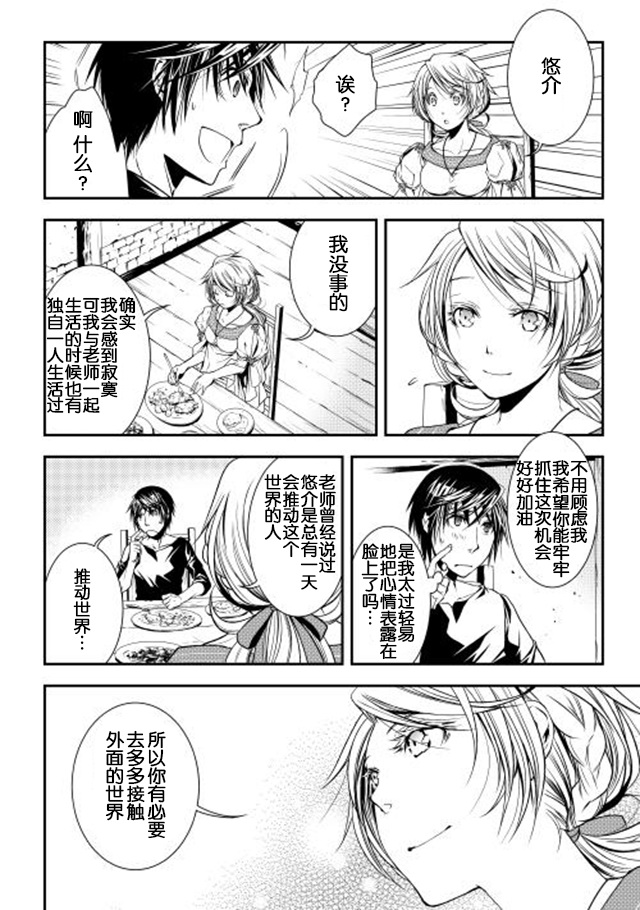 悠介
诶？
啊什么？
我没事的
确实
我会感到寂寞
可我与老师一起
生活的时候也有
独自一人生活过
不用顾虑我
我希望你能牢牢
抓住这次机会
好好加油
是我太过轻易
地把心情表露在
脸上了吗…
老师曾经说过
悠介是总有一天
会推动这个
世界的人
推动世界…
所以你有必要
去多多接触
外面的世界